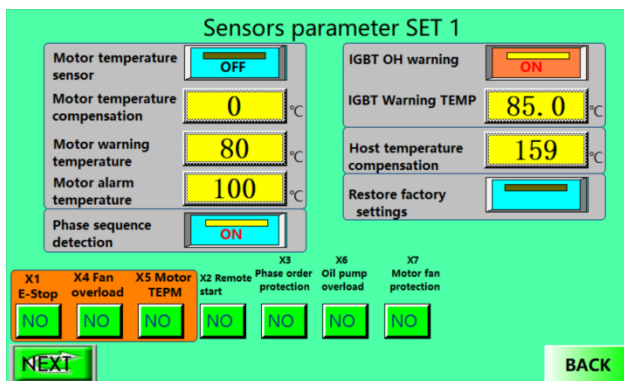 Sensors parameter SET 1
Motor temperature
sensor
OFF
Motor temperature
compensation
0
℃
Motor warning
temperature
80
℃
Motor alarm
temperature
100
℃
Phase sequence
detection
ON
IGBT OH warning
ON
IGBT Warning TEMP
85.0
℃
Host temperature
compensation
159
℃
Restore factory
settings
X1
E-Stop
X4 Fan
overload
X5 Motor
TEPM
X2 Remote
start
X3
Phase order
protection
X6
Oil pump
overload
X7
Motor fan
protection
NO
NO
NO
NO
NO
NO
NO
NEXT
BACK